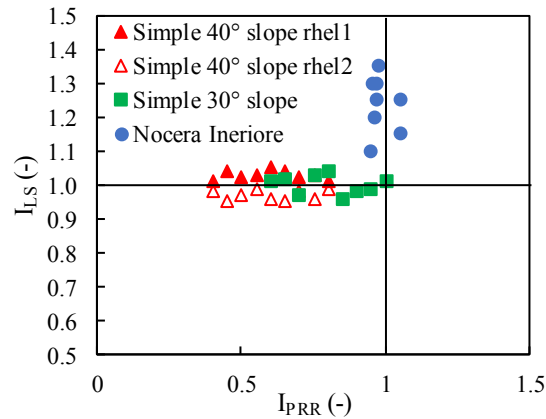 1.5
1.4
1.3
1.2
1.1
1.0
0.9
0.8
0.7
0.6
0.5
I_LS (-)
Simple 40° slope rhel1
Simple 40° slope rhel2
Simple 30° slope
Nocera Ineriore
0
0.5
1
1.5
I_PRR (-)